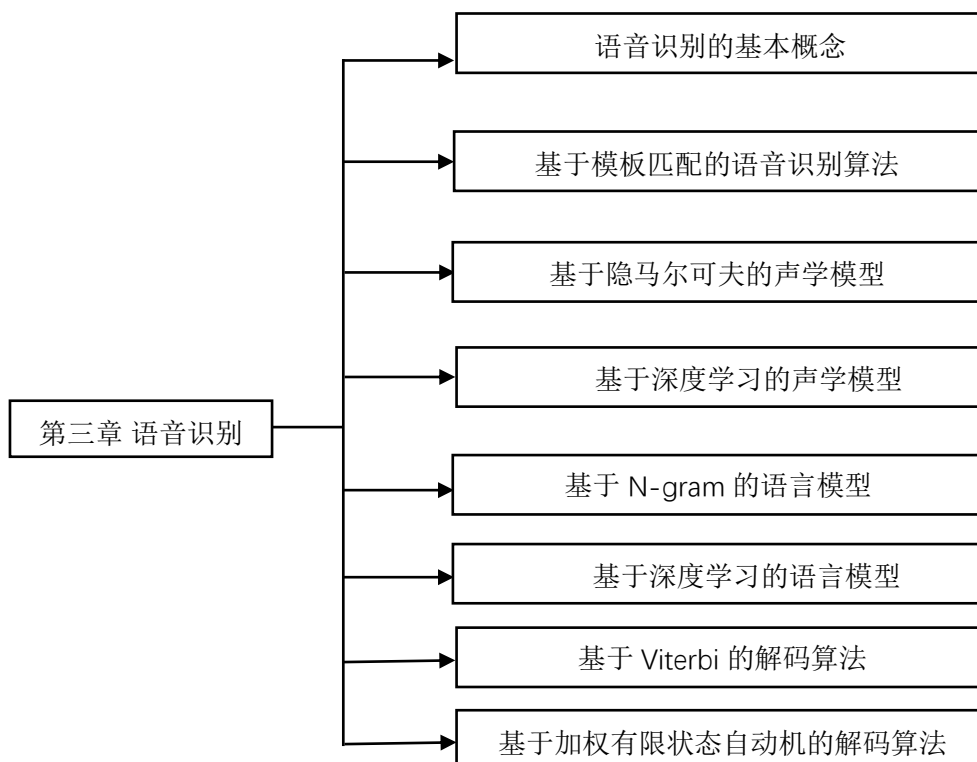 语音识别的基本概念
基于模板匹配的语音识别算法
基于隐马尔可夫的声学模型
基于深度学习的声学模型
第三章 语音识别
基于 N-gram 的语言模型
基于深度学习的语言模型
基于 Viterbi 的解码算法
基于加权有限状态自动机的解码算法